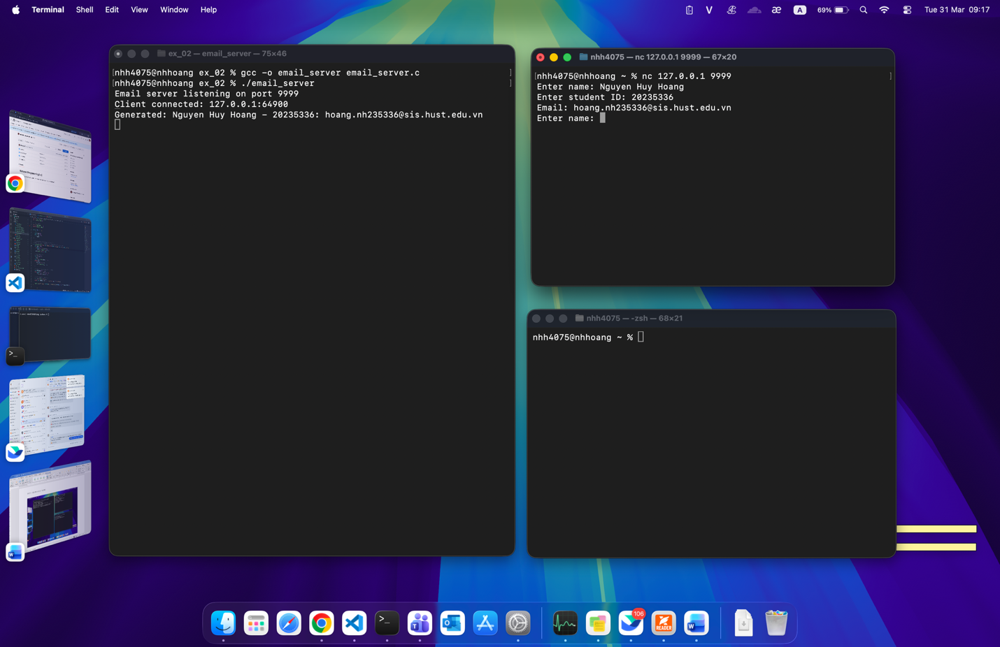 Terminal Shell Edit View Window Help
V æ A 69% Tue 31 Mar 09:17
ex_02 — email_server — 75×46
[nhh4075@nhhoang ex_02 % gcc -o email_server email_server.c ]
[nhh4075@nhhoang ex_02 % ./email_server ]
Email server listening on port 9999
Client connected: 127.0.0.1:64900
Generated: Nguyen Huy Hoang - 20235336: hoang.nh235336@sis.hust.edu.vn
nhh4075 — nc 127.0.0.1 9999 — 67×20
[nhh4075@nhhoang ~ % nc 127.0.0.1 9999 ]
Enter name: Nguyen Huy Hoang
Enter student ID: 20235336
Email: hoang.nh235336@sis.hust.edu.vn
Enter name:
nhh4075 — -zsh — 68×21
nhh4075@nhhoang ~ %
>_
W
>_
T
O
106
READER
W